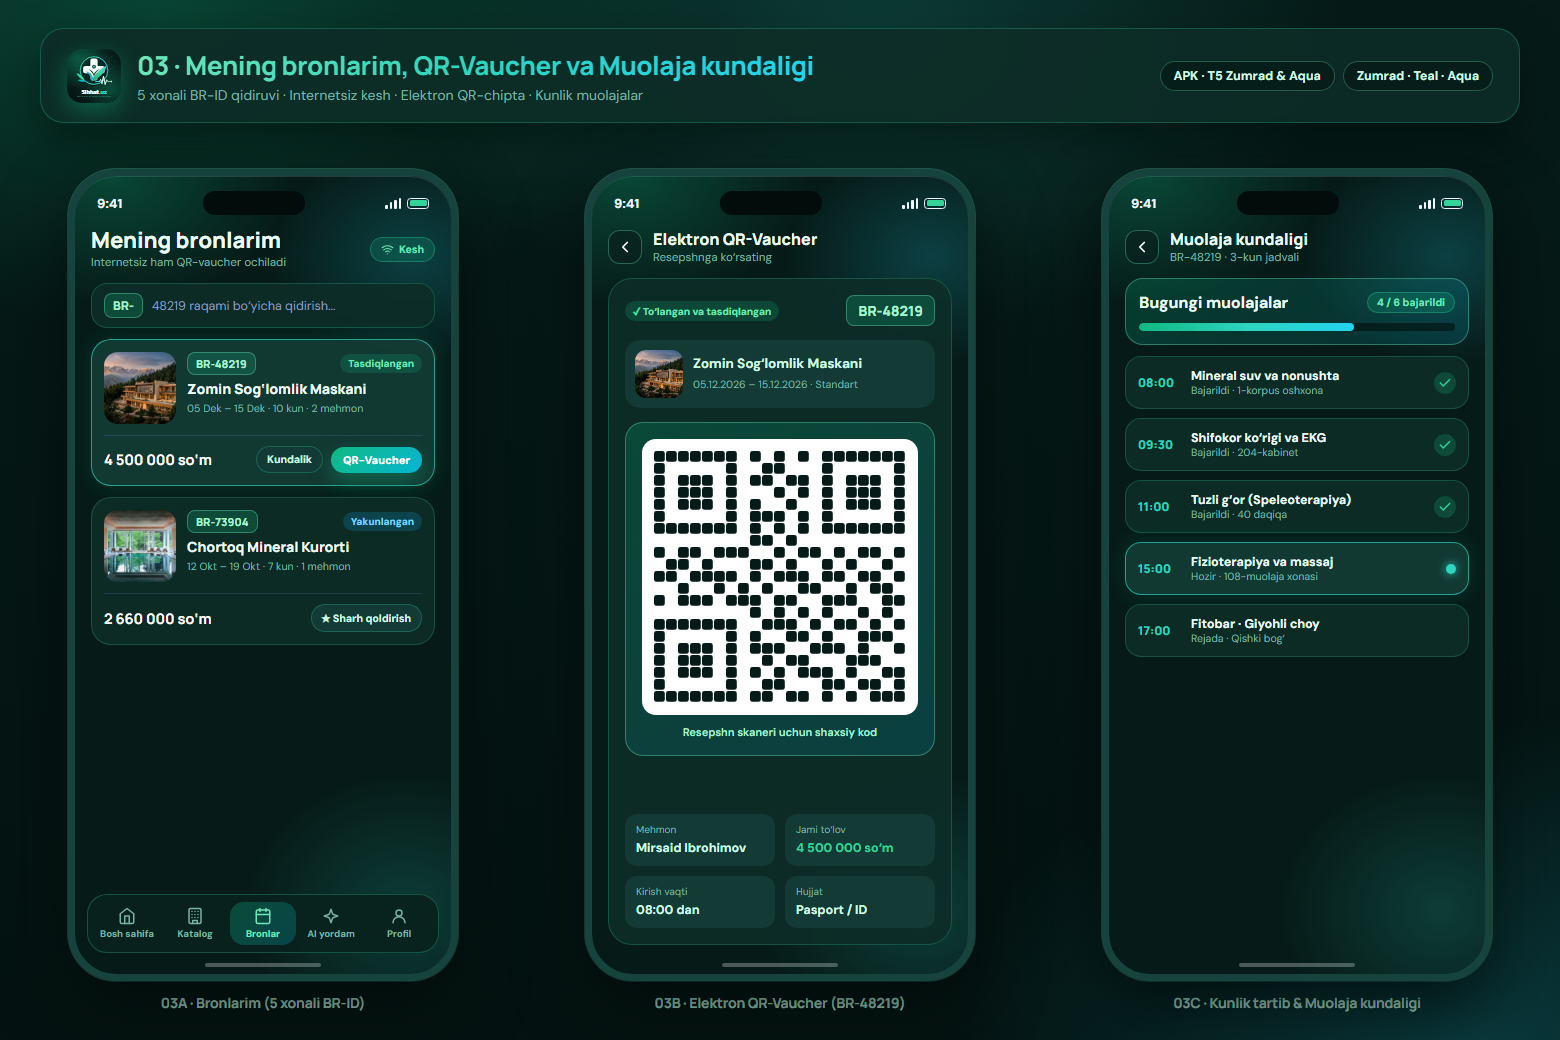 03 · Mening bronlarim, QR-Vaucher va Muolaja kundaligi
5 xonali BR-ID qidiruvi · Internetsiz kesh · Elektron QR-chipta · Kunlik muolajalar
APK · T5 Zumrad & Aqua
Zumrad · Teal · Aqua
9:41
Mening bronlarim
Internetsiz ham QR-vaucher ochiladi
Kesh
BR-
48219 raqami bo‘yicha qidirish...
BR-48219
Tasdiqlangan
Zomin Sog‘lomlik Maskani
05 Dek – 15 Dek · 10 kun · 2 mehmon
4 500 000 so‘m
Kundalik
QR-Vaucher
BR-73904
Yakunlangan
Chortoq Mineral Kurorti
12 Okt – 19 Okt · 7 kun · 1 mehmon
2 660 000 so‘m
★ Sharh qoldirish
Bosh sahifa
Katalog
Bronlar
AI yordam
Profil
03A · Bronlarim (5 xonali BR-ID)
9:41
Elektron QR-Vaucher
Resepshnga ko‘rsating
✓ To‘langan va tasdiqlangan
BR-48219
Zomin Sog‘lomlik Maskani
05.12.2026 – 15.12.2026 · Standart
Resepshn skaneri uchun shaxsiy kod
Mehmon
Mirsaid Ibrohimov
Jami to‘lov
4 500 000 so‘m
Kirish vaqti
08:00 dan
Hujjat
Pasport / ID
03B · Elektron QR-Vaucher (BR-48219)
9:41
Muolaja kundaligi
BR-48219 · 3-kun jadvali
Bugungi muolajalar
4 / 6 bajarildi
08:00
Mineral suv va nonushta
Bajarildi · 1-korpus oshxona
09:30
Shifokor ko‘rigi va EKG
Bajarildi · 204-kabinet
11:00
Tuzli g‘or (Speleoterapiya)
Bajarildi · 40 daqiqa
15:00
Fizioterapiya va massaj
Hozir · 108-muolaja xonasi
17:00
Fitobar · Giyohli choy
Rejada · Qishki bog‘
03C · Kunlik tartib & Muolaja kundaligi